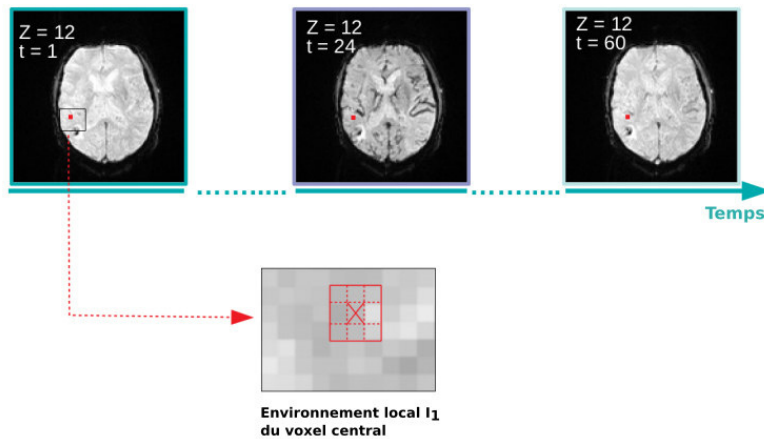 Z = 12
t = 1
Z = 12
t = 24
Z = 12
t = 60
Temps
Environnement local I₁
du voxel central